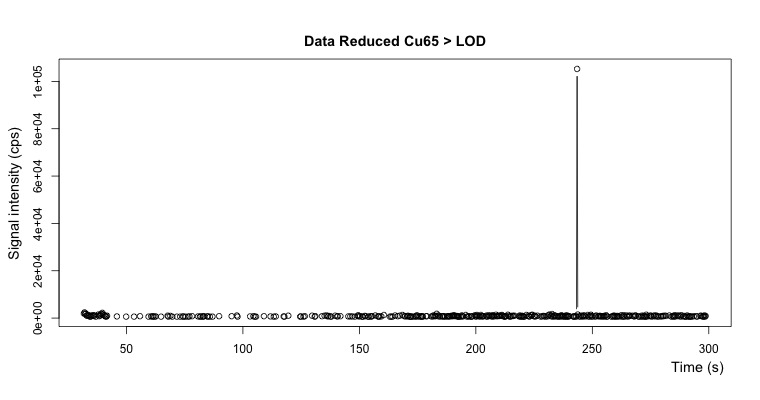 Data Reduced Cu65 > LOD
Signal intensity (cps)
1e+05
8e+04
6e+04
4e+04
2e+04
0e+00
50 100 150 200 250 300
Time (s)